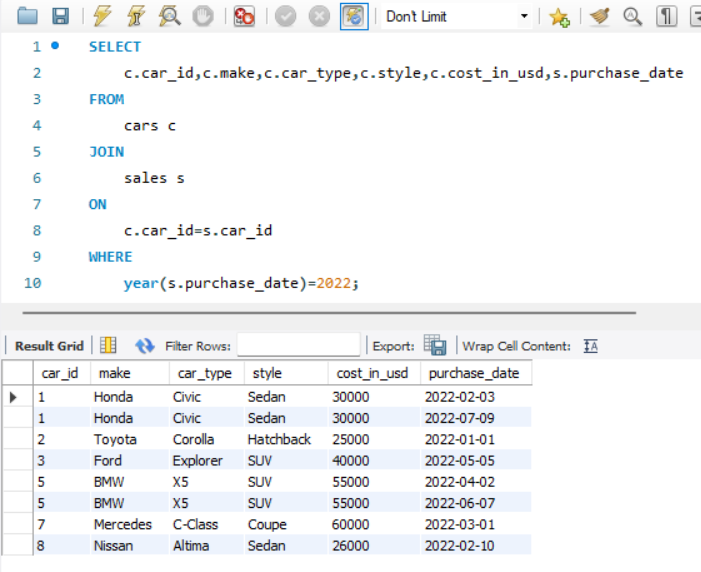 Don't Limit
1 SELECT
2 c.car_id,c.make,c.car_type,c.style,c.cost_in_usd,s.purchase_date
3 FROM
4 cars c
5 JOIN
6 sales s
7 ON
8 c.car_id=s.car_id
9 WHERE
10 year(s.purchase_date)=2022;
Result Grid Filter Rows: Export: Wrap Cell Content:
car_id make car_type style cost_in_usd purchase_date
1 Honda Civic Sedan 30000 2022-02-03
1 Honda Civic Sedan 30000 2022-07-09
2 Toyota Corolla Hatchback 25000 2022-01-01
3 Ford Explorer SUV 40000 2022-05-05
5 BMW X5 SUV 55000 2022-04-02
5 BMW X5 SUV 55000 2022-06-07
7 Mercedes C-Class Coupe 60000 2022-03-01
8 Nissan Altima Sedan 26000 2022-02-10